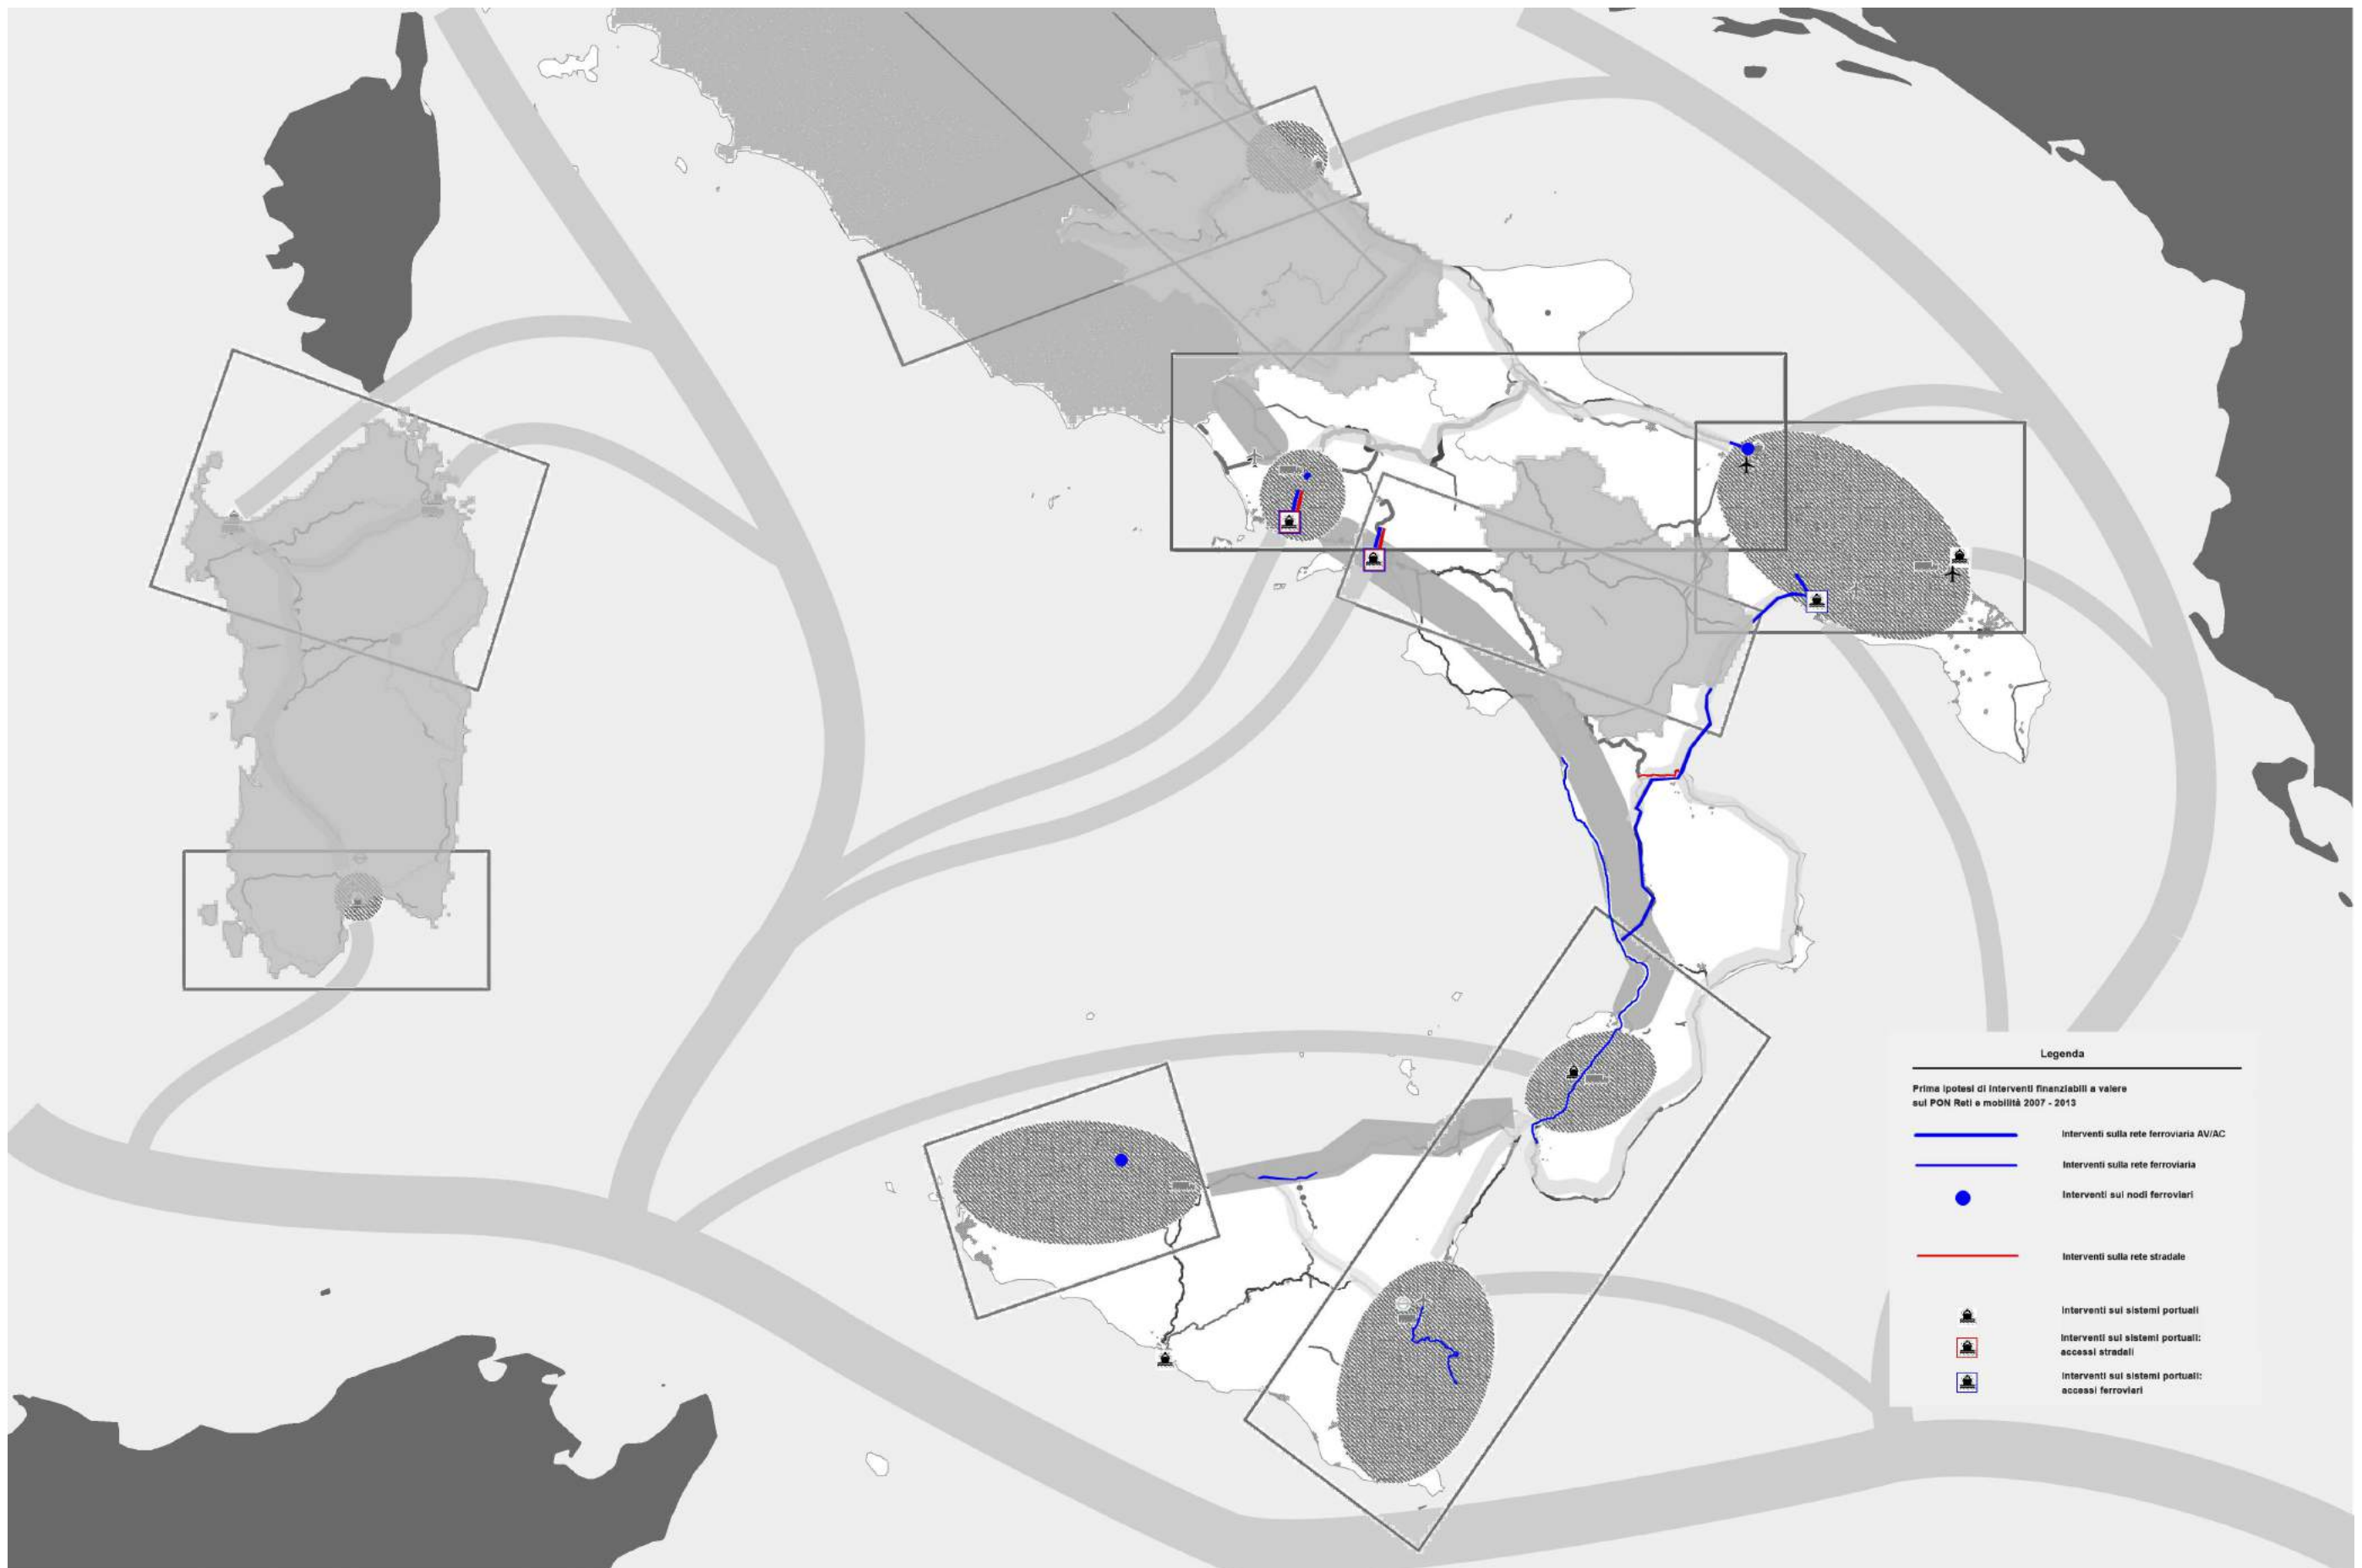 Legenda
Prima ipotesi di interventi finanziabili a valere
sul PON Reti e mobilità 2007 - 2013
Interventi sulla rete ferroviaria AV/AC
Interventi sulla rete ferroviaria
Interventi sui nodi ferroviari
Interventi sulla rete stradale
Interventi sui sistemi portuali
Interventi sui sistemi portuali:
accessi stradali
Interventi sui sistemi portuali:
accessi ferroviari